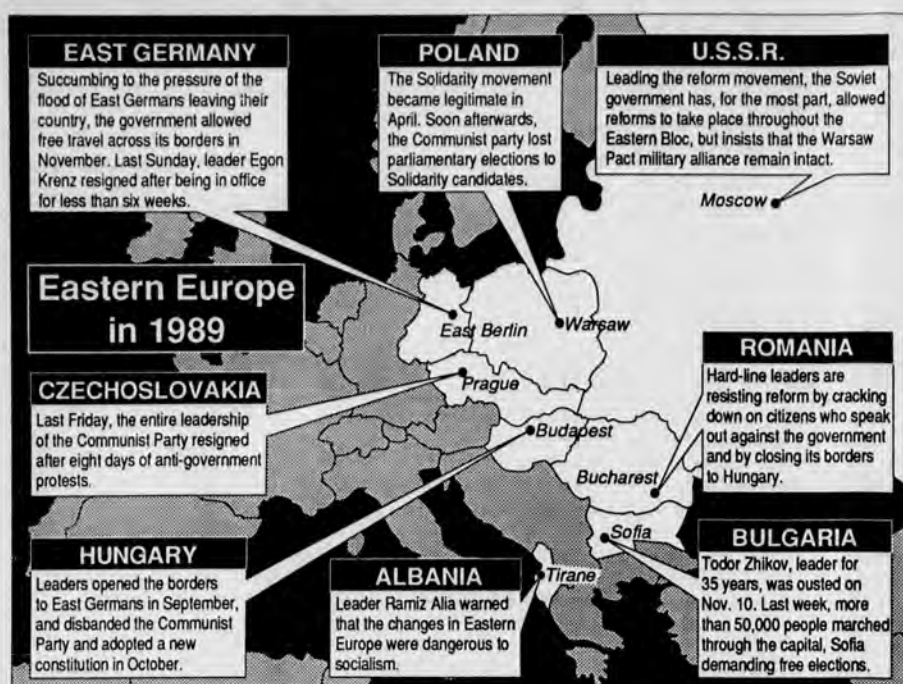 EAST GERMANY
Succumbing to the pressure of the
flood of East Germans leaving their
country, the government allowed
free travel across its borders in
November. Last Sunday, leader Egon
Krenz resigned after being in office
for less than six weeks.
POLAND
The Solidarity movement
became legitimate in
April. Soon afterwards,
the Communist party lost
parliamentary elections to
Solidarity candidates.
U.S.S.R.
Leading the reform movement, the Soviet
government has, for the most part, allowed
reforms to take place throughout the
Eastern Bloc, but insists that the Warsaw
Pact military alliance remain intact.
Moscow
Eastern Europe
in 1989
East Berlin
Warsaw
CZECHOSLOVAKIA
Last Friday, the entire leadership
of the Communist Party resigned
after eight days of anti-government
protests.
Prague
Budapest
Bucharest
ROMANIA
Hard-line leaders are
resisting reform by cracking
down on citizens who speak
out against the government
and by closing its borders
to Hungary.
HUNGARY
Leaders opened the borders
to East Germans in September,
and disbanded the Communist
Party and adopted a new
constitution in October.
ALBANIA
Leader Ramiz Alia warned
that the changes in Eastern
Europe were dangerous to
socialism.
Tirane
Sofia
BULGARIA
Todor Zhikov, leader for
35 years, was ousted on
Nov. 10. Last week, more
than 50,000 people marched
through the capital, Sofia
demanding free elections.